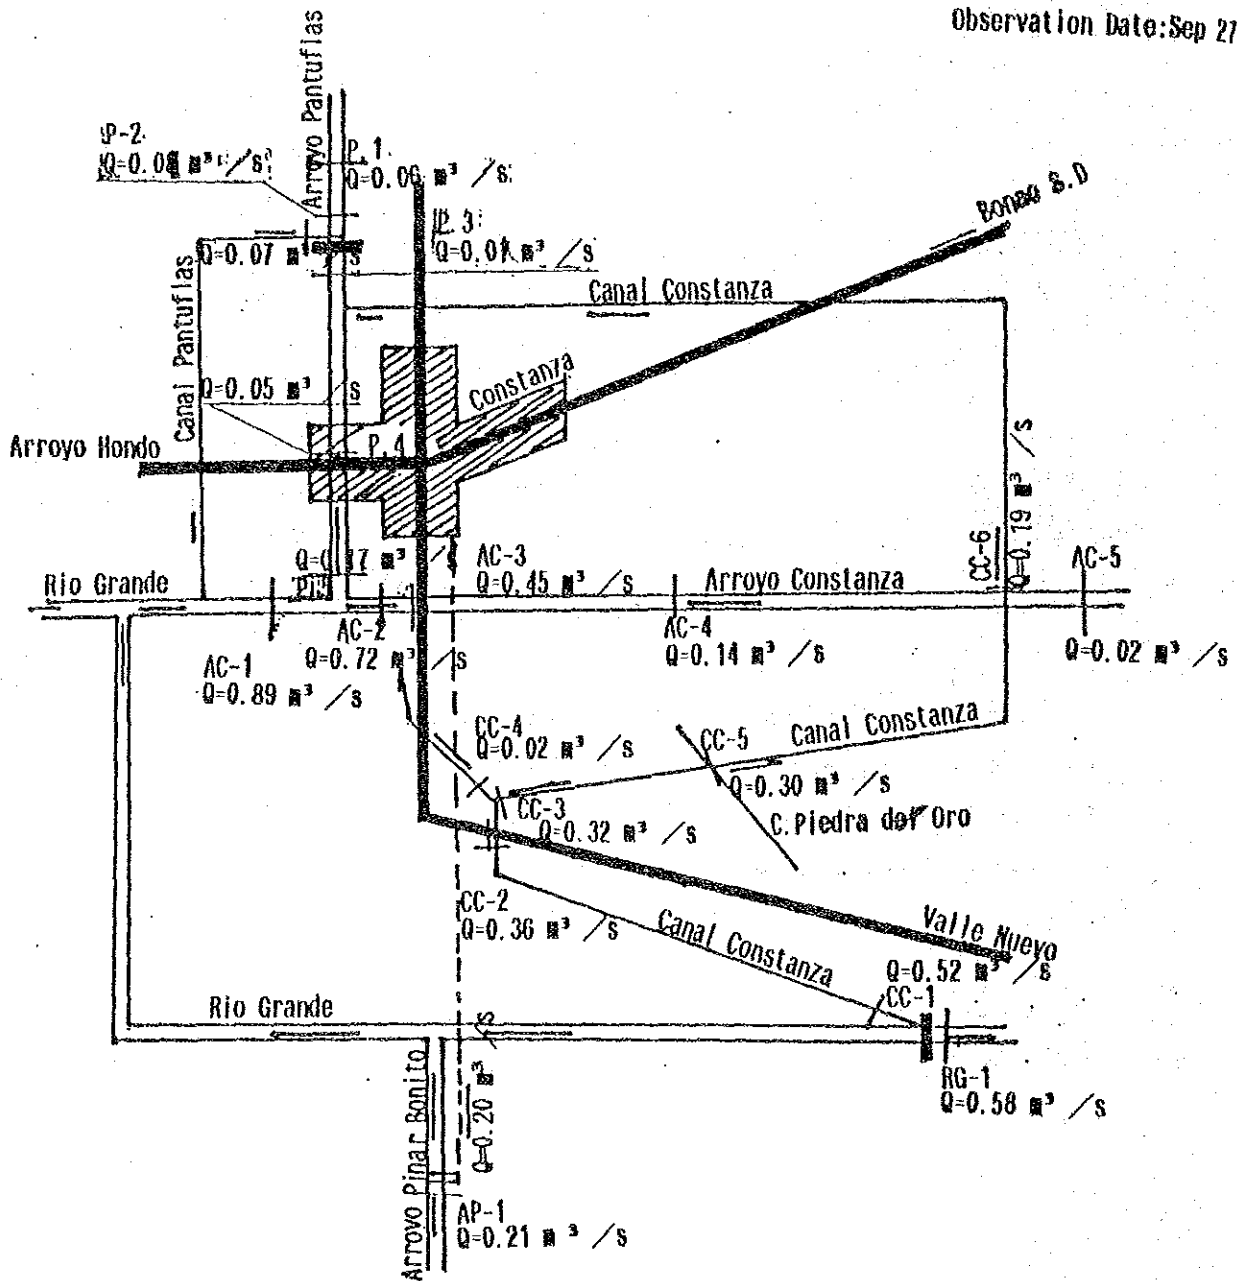 Observation Date:Sep 27
Arroyo Pantuflas
P-2
P.1
Q=0.06 m³/s
P.3
Bonao S.D
Q=0.07 m³/s
Canal Constanza
Canal Pantuflas
Constanza
Q=0.05 m³/s
P.4
Arroyo Hondo
Q=0.19 m³/s
CC-6
AC-3
Q=0.45 m³/s
AC-5
Rio Grande
Arroyo Constanza
AC-2
Q=0.72 m³/s
AC-4
Q=0.14 m³/s
Q=0.02 m³/s
AC-1
Q=0.89 m³/s
CC-4
Q=0.02 m³/s
CC-5
Canal Constanza
Q=0.30 m³/s
CC-3
Q=0.32 m³/s
C.Piedra del Oro
CC-2
Q=0.36 m³/s
Canal Constanza
Valle Nuevo
Q=0.52 m³/s
CC-1
Rio Grande
RG-1
Q=0.58 m³/s
Arroyo Pinar Bonito
Q=0.20 m³/s
AP-1
Q=0.21 m³/s